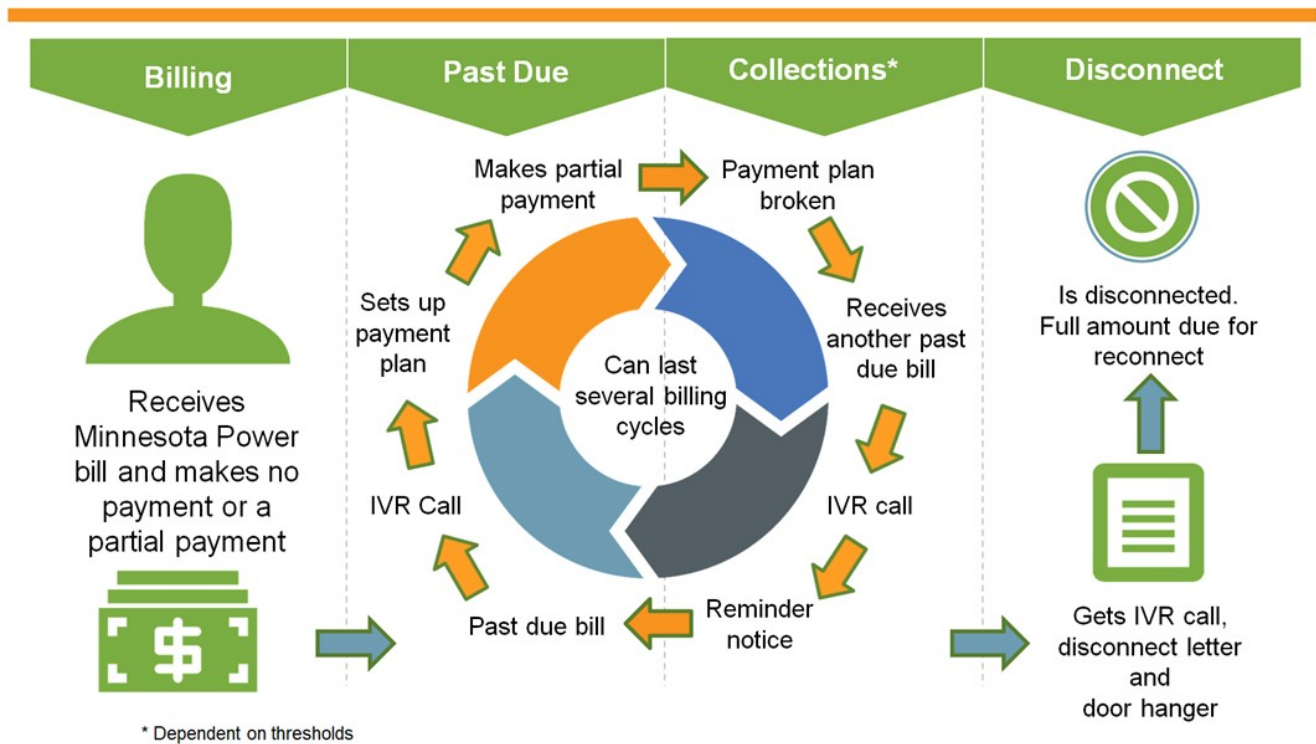 Billing
Past Due
Collections*
Disconnect
Receives
Minnesota Power
bill and makes no
payment or a
partial payment
$
Makes partial
payment
Payment plan
broken
Sets up
payment
plan
Receives
another past
due bill
Can last
several billing
cycles
IVR Call
IVR call
Past due bill
Reminder
notice
Is disconnected.
Full amount due for
reconnect
Gets IVR call,
disconnect letter
and
door hanger
* Dependent on thresholds